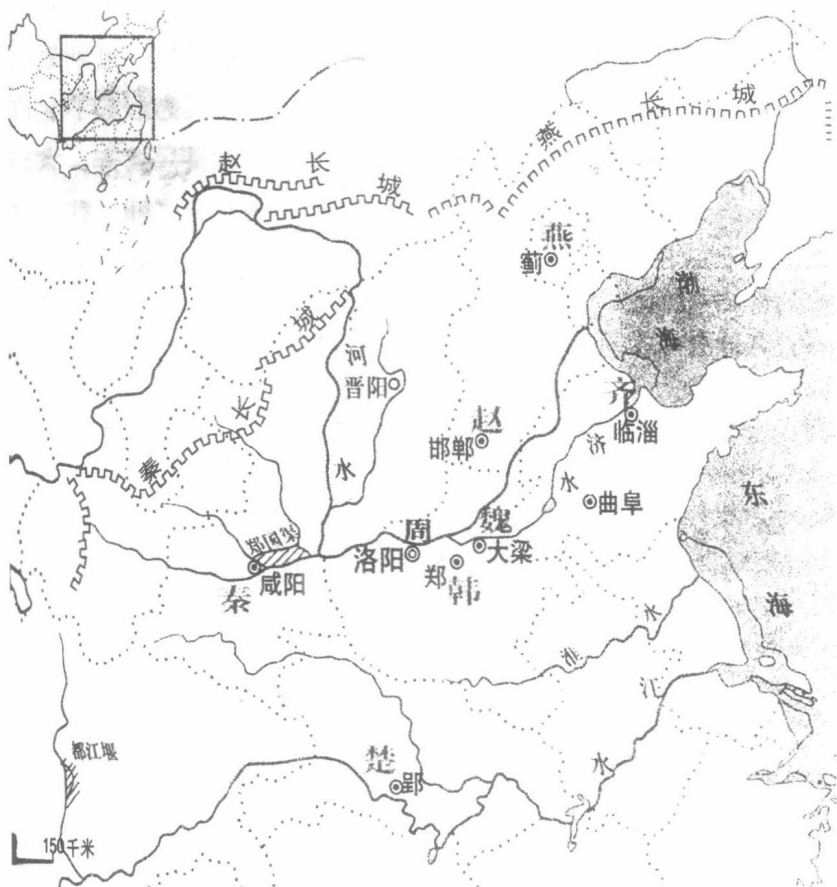 赵 长 城
燕 长 城
燕
蓟
渤
海
秦 长 城
河
水
晋阳
赵
邯郸
齐
临淄
济
水
曲阜
东
海
魏
大梁
周
洛阳
郑
韩
郑国渠
咸阳
秦
淮 水
江
水
都江堰
楚
郢
150千米